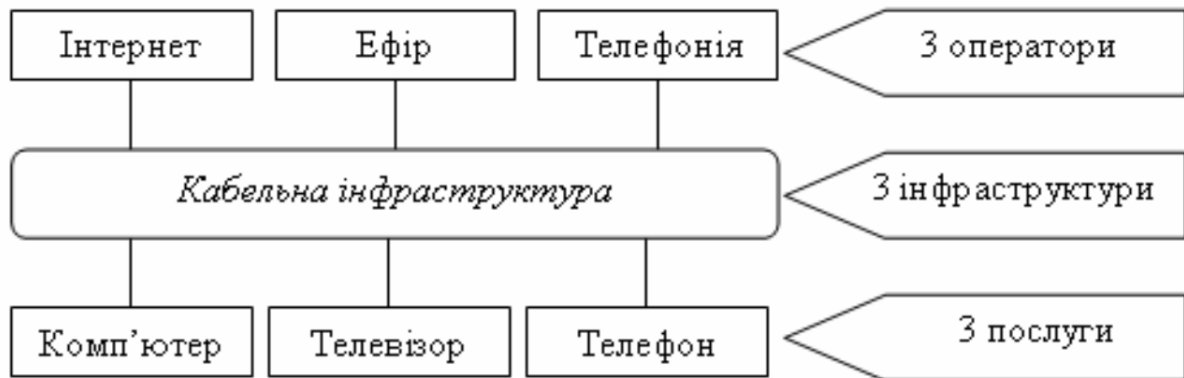 Інтернет
Ефір
Телефонія
3 оператори
Кабельна інфраструктура
3 інфраструктури
Комп’ютер
Телевізор
Телефон
3 послуги